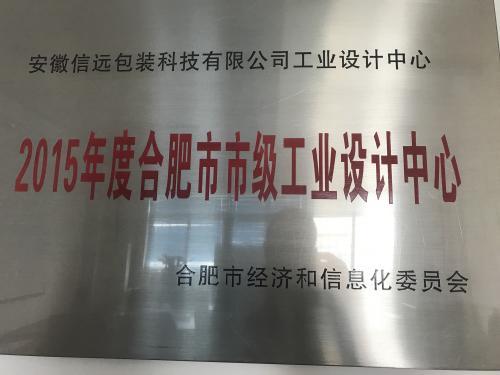 安徽信远包装科技有限公司工业设计中心
2015年度合肥市市级工业设计中心
合肥市经济和信息化委员会